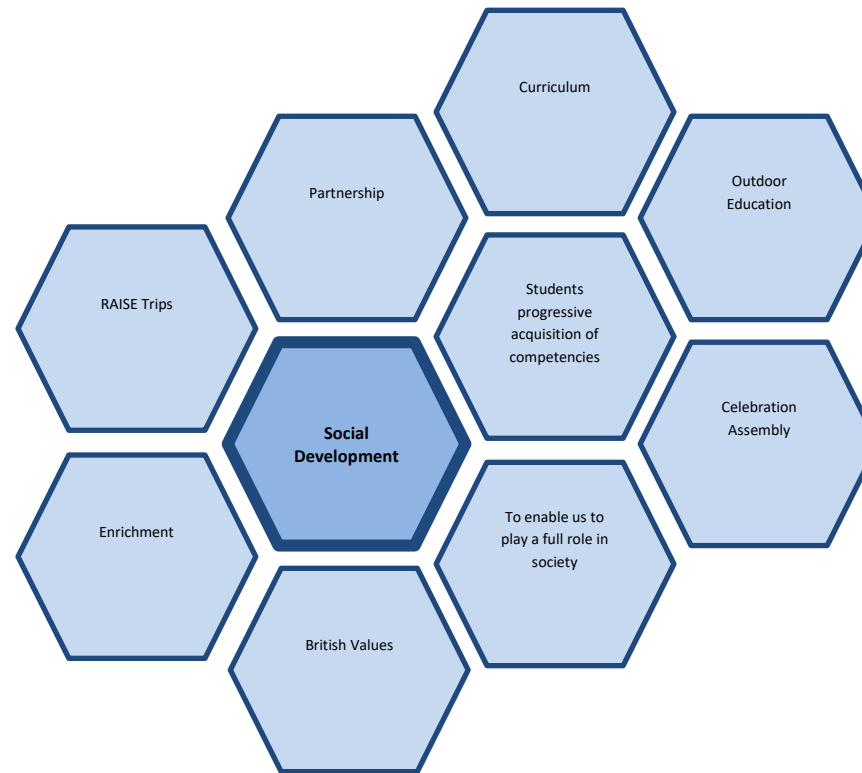 Curriculum
Outdoor
Education
Partnership
Students
progressive
acquisition of
competencies
RAISE Trips
Celebration
Assembly
Social
Development
To enable us to
play a full role in
society
Enrichment
British Values